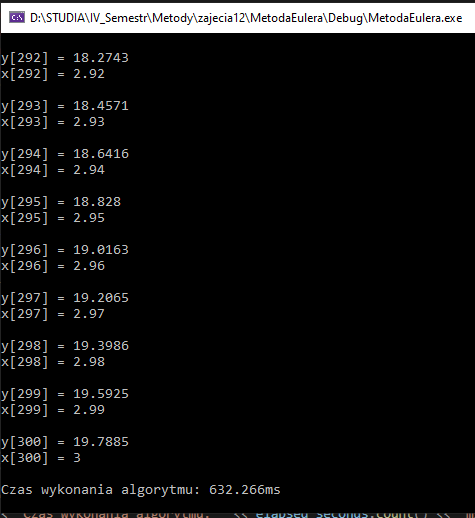 D:\STUDIA\IV_Semestr\Metody\zajecia12\MetodaEulera\Debug\MetodaEulera.exe
y[292] = 18.2743
x[292] = 2.92
y[293] = 18.4571
x[293] = 2.93
y[294] = 18.6416
x[294] = 2.94
y[295] = 18.828
x[295] = 2.95
y[296] = 19.0163
x[296] = 2.96
y[297] = 19.2065
x[297] = 2.97
y[298] = 19.3986
x[298] = 2.98
y[299] = 19.5925
x[299] = 2.99
y[300] = 19.7885
x[300] = 3
Czas wykonania algorytmu: 632.266ms
< "Czas wykonania algorytmu: " << elapsed_seconds.count() << "m